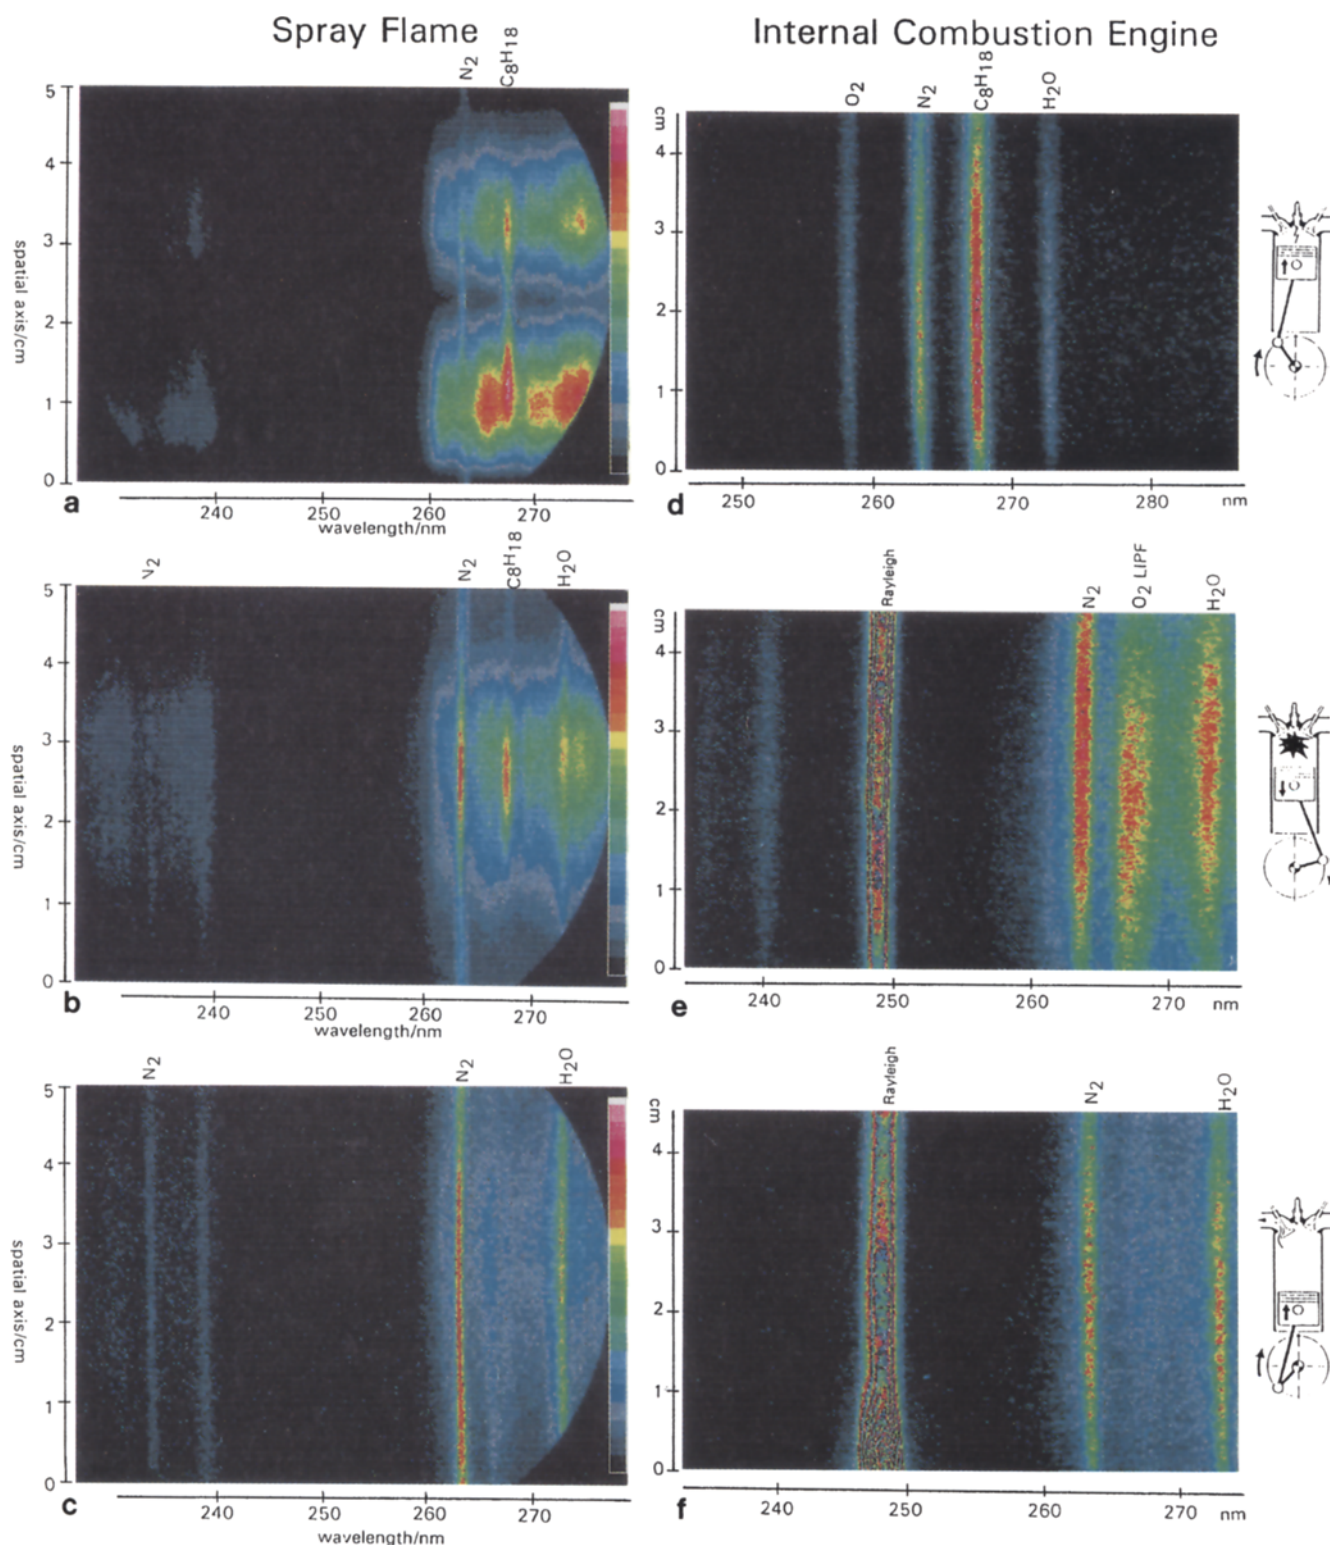 Spray Flame
Internal Combustion Engine
N2
C8H18
5
4
3
2
1
0
spatial axis/cm
240
250
260
270
wavelength/nm
a
O2
N2
C8H18
H2O
cm
4
3
2
1
0
250
260
270
280
nm
d
N2
N2
C8H18
H2O
5
4
3
2
1
0
spatial axis/cm
240
250
260
270
wavelength/nm
b
Rayleigh
N2
O2 LIPF
H2O
cm
4
3
2
1
0
240
250
260
270
nm
e
N2
N2
H2O
5
4
3
2
1
0
spatial axis/cm
240
250
260
270
wavelength/nm
c
Rayleigh
N2
H2O
cm
4
3
2
1
0
240
250
260
270
nm
f